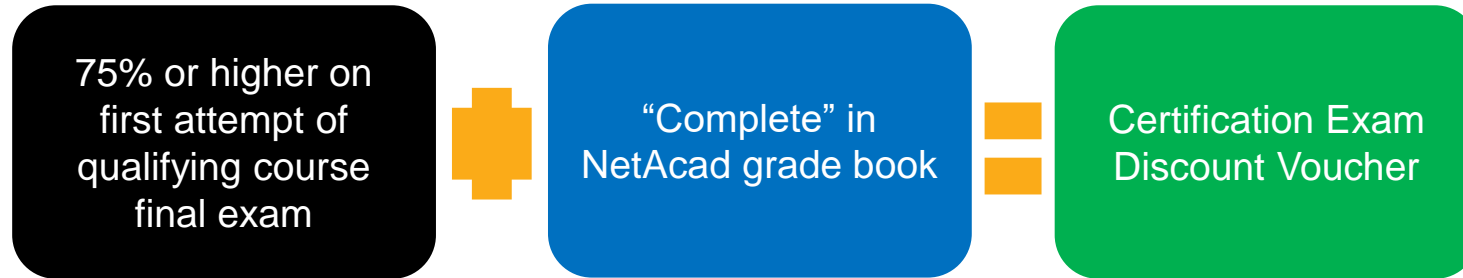 75% or higher on
first attempt of
qualifying course
final exam
“Complete” in
NetAcad grade book
Certification Exam
Discount Voucher